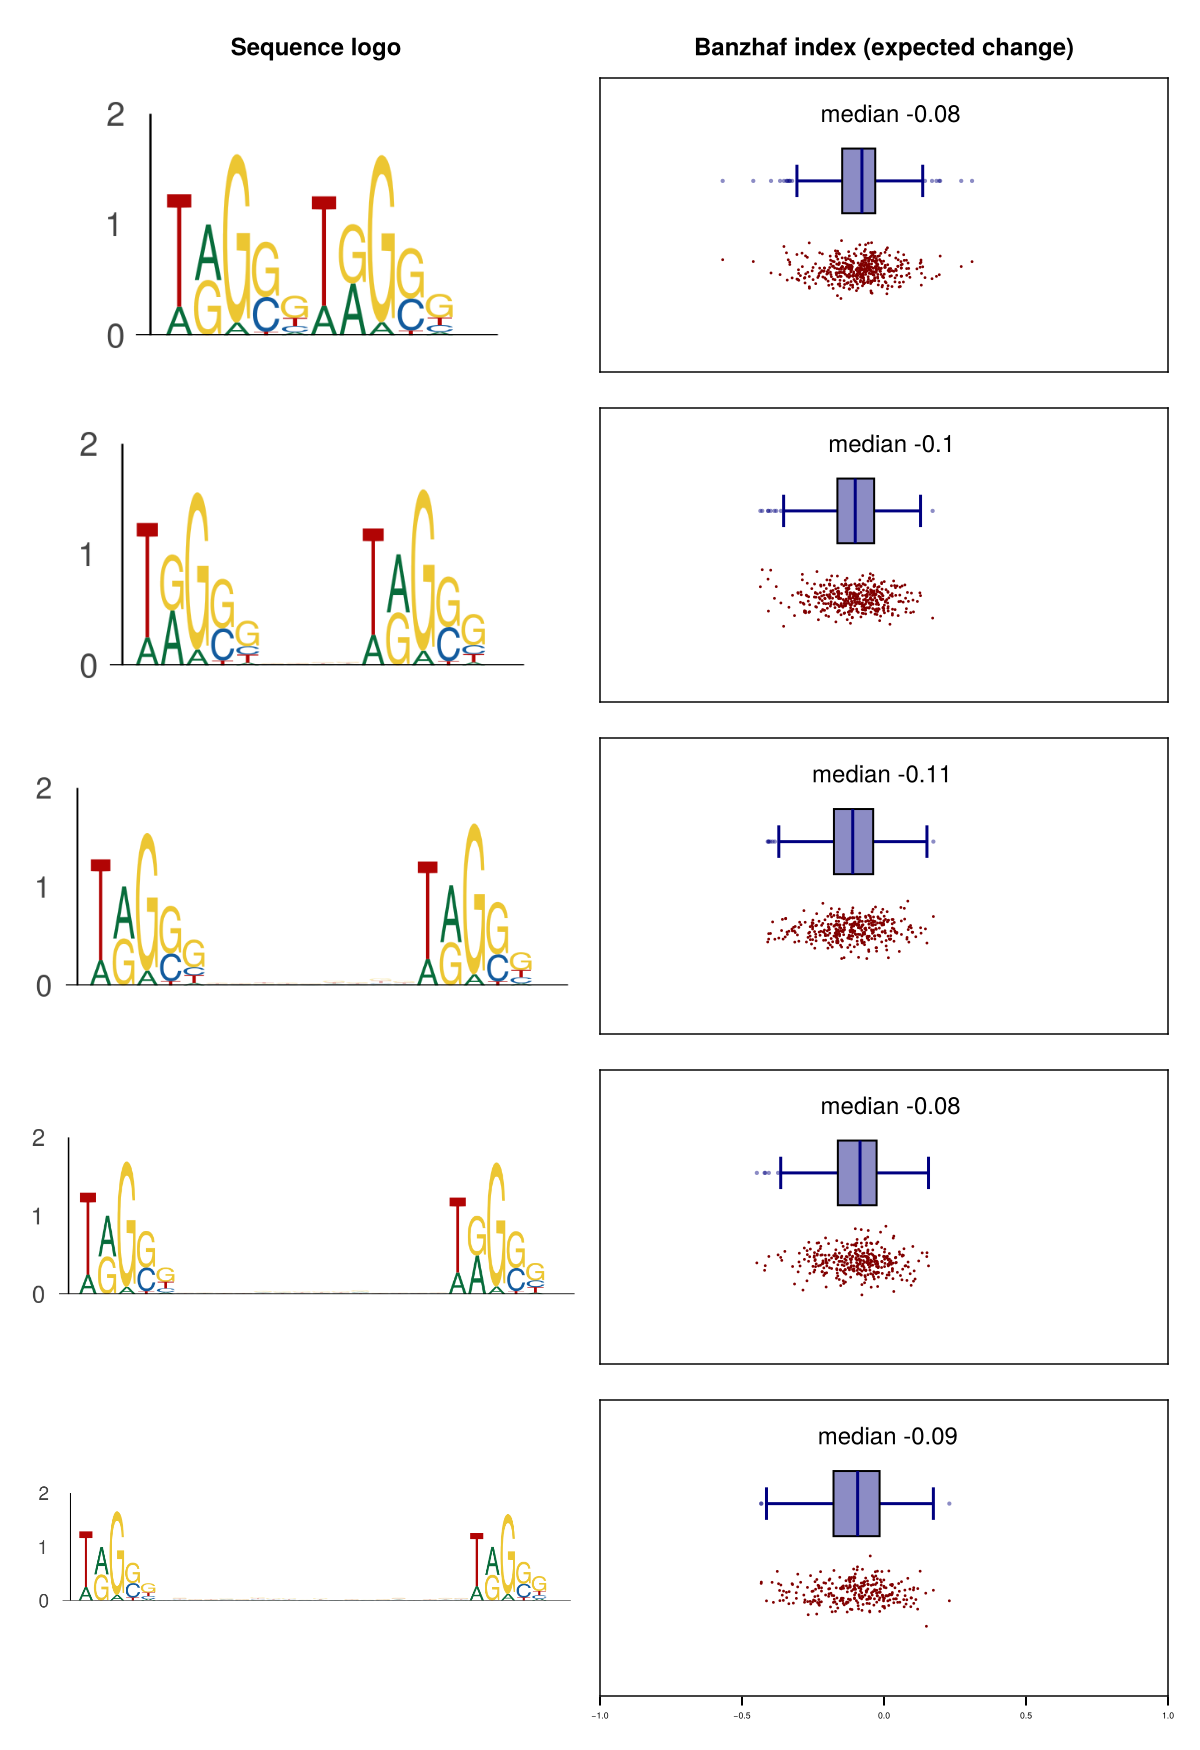 Sequence logo
Banzhaf index (expected change)
2
1
0
T A G G G T G G G G
A G A C T C A A A C T C
median -0.08
2
1
0
T G G G G T A G G G
A A A C C T A G A C C T
median -0.1
2
1
0
T A G G G T A G G G
A G A C C T A G A C T C
median -0.11
2
1
0
T A G G G T G G G G
A G A C T C A A A C C T
median -0.08
2
1
0
T A G G G T A G G G
A G A C A G A C
median -0.09
−1.0 −0.5 0.0 0.5 1.0